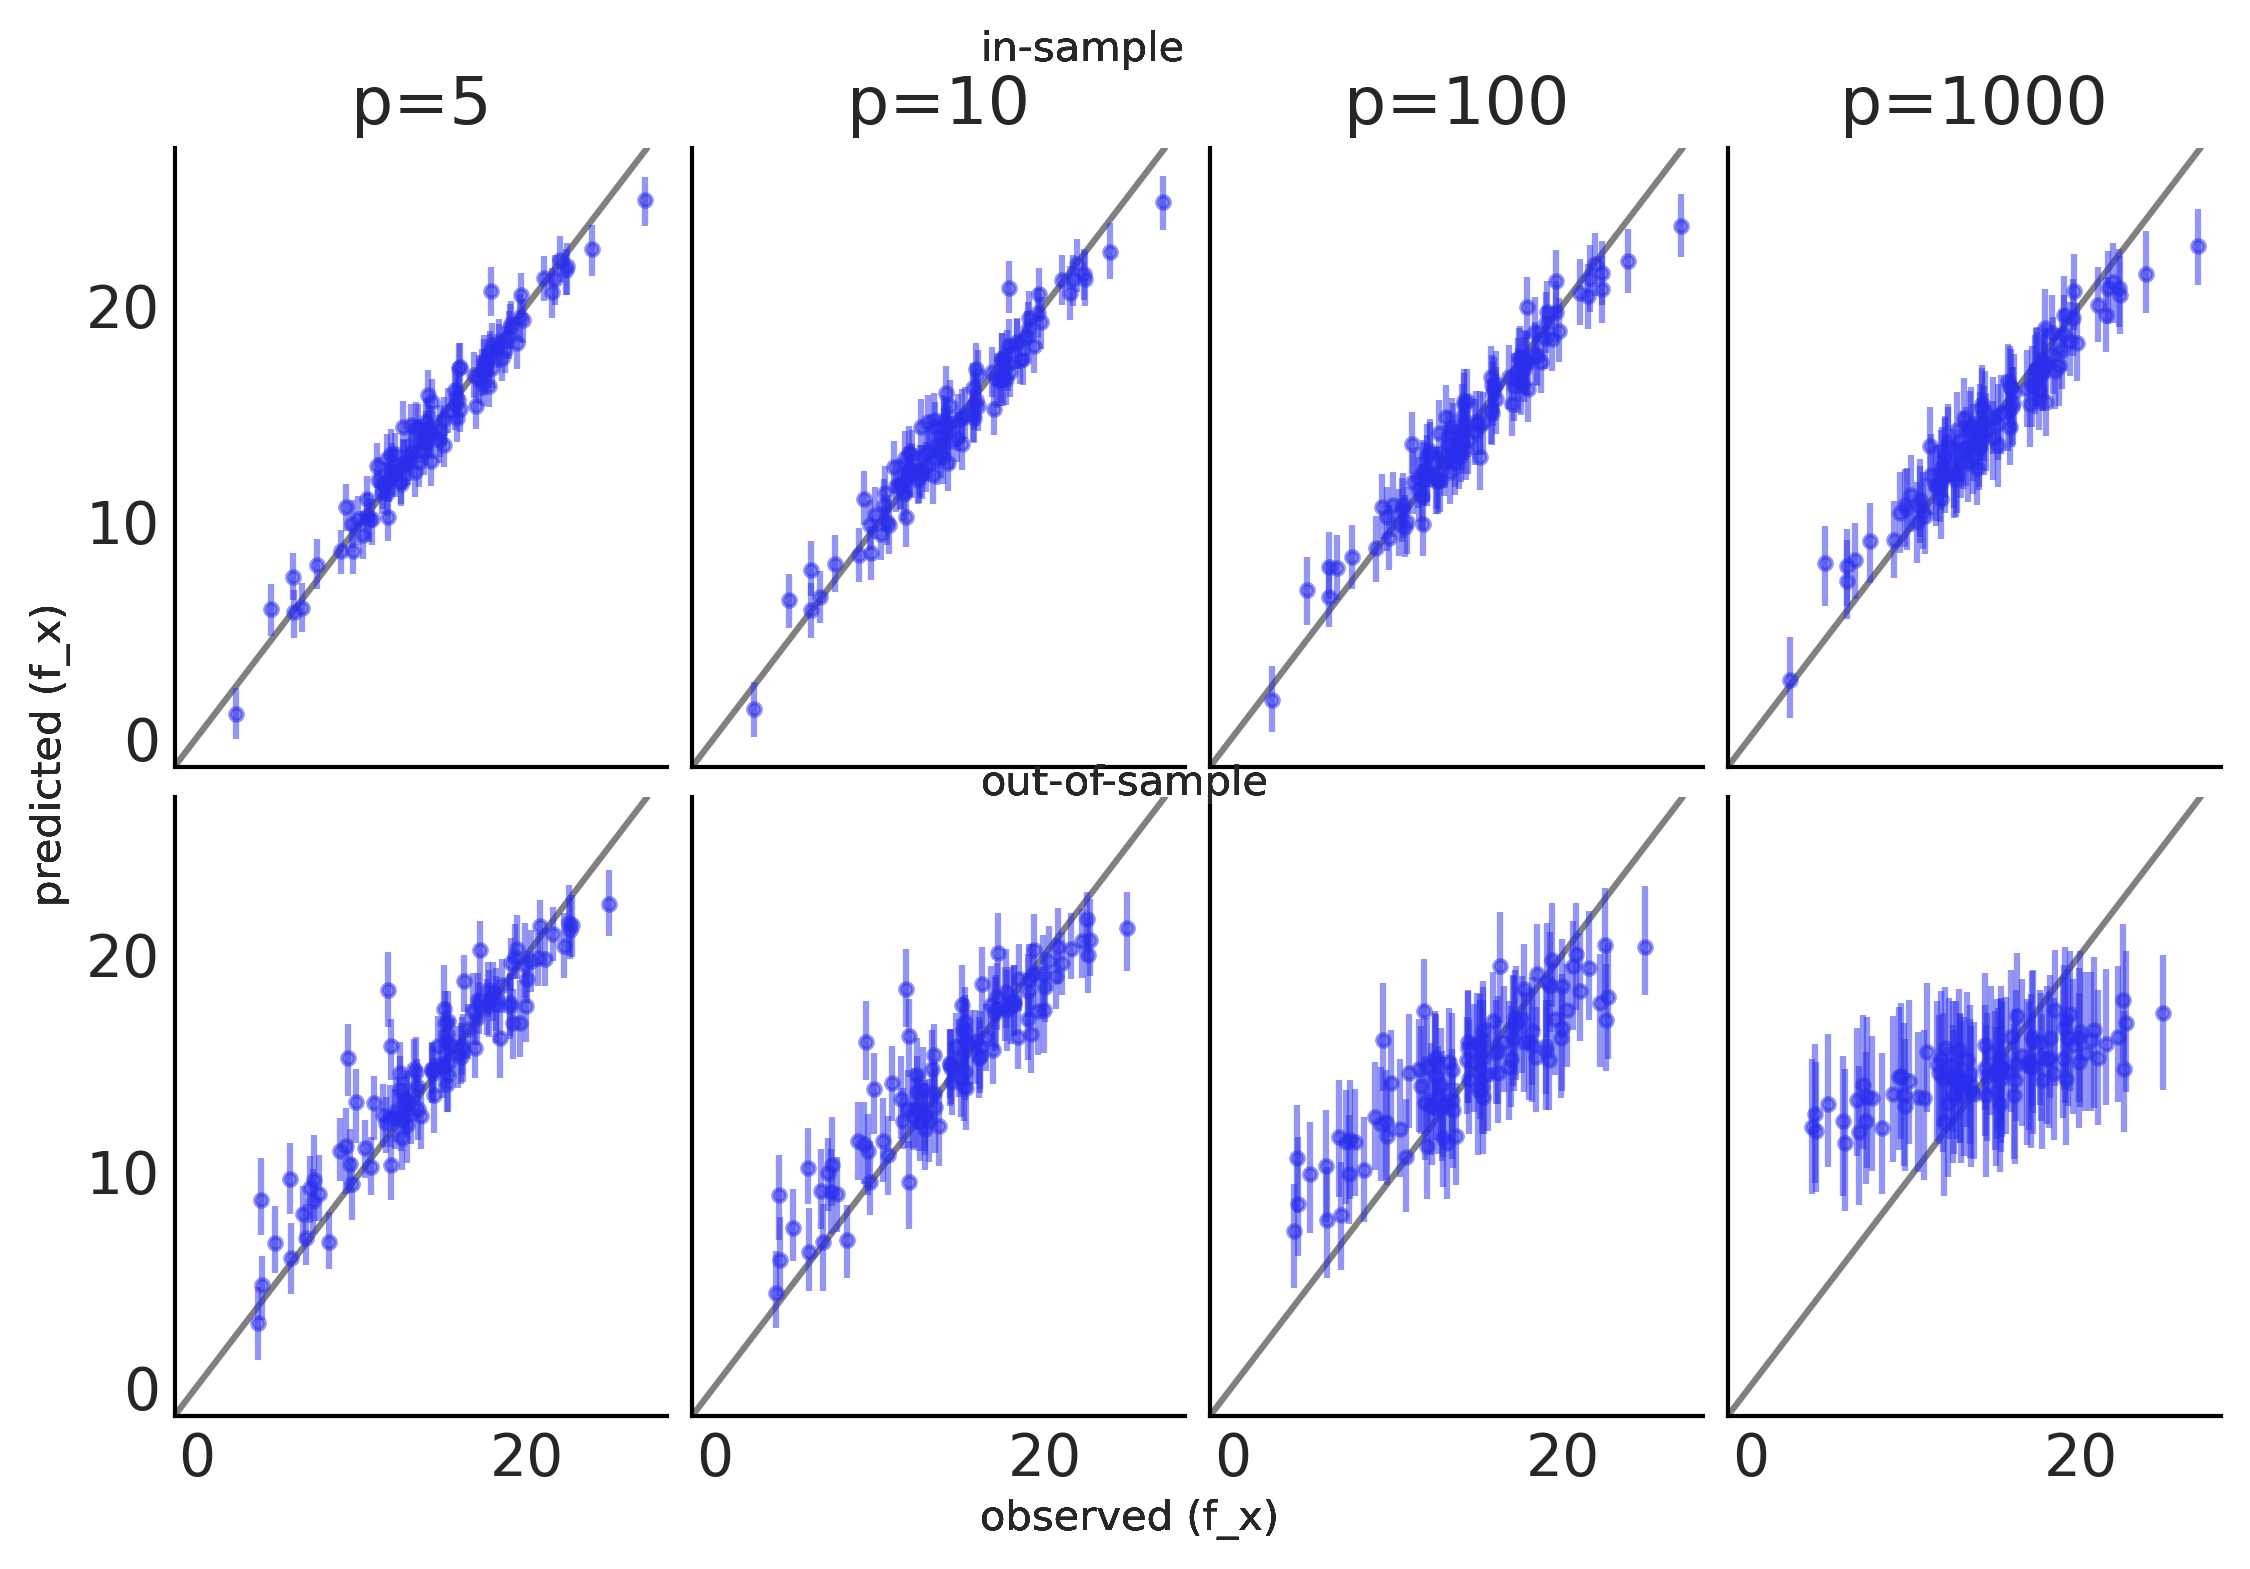 in-sample
p=5 p=10 p=100 p=1000
20
10
0
predicted (f_x)
out-of-sample
20
10
0
0 20 0 20 0 20 0 20
observed (f_x)